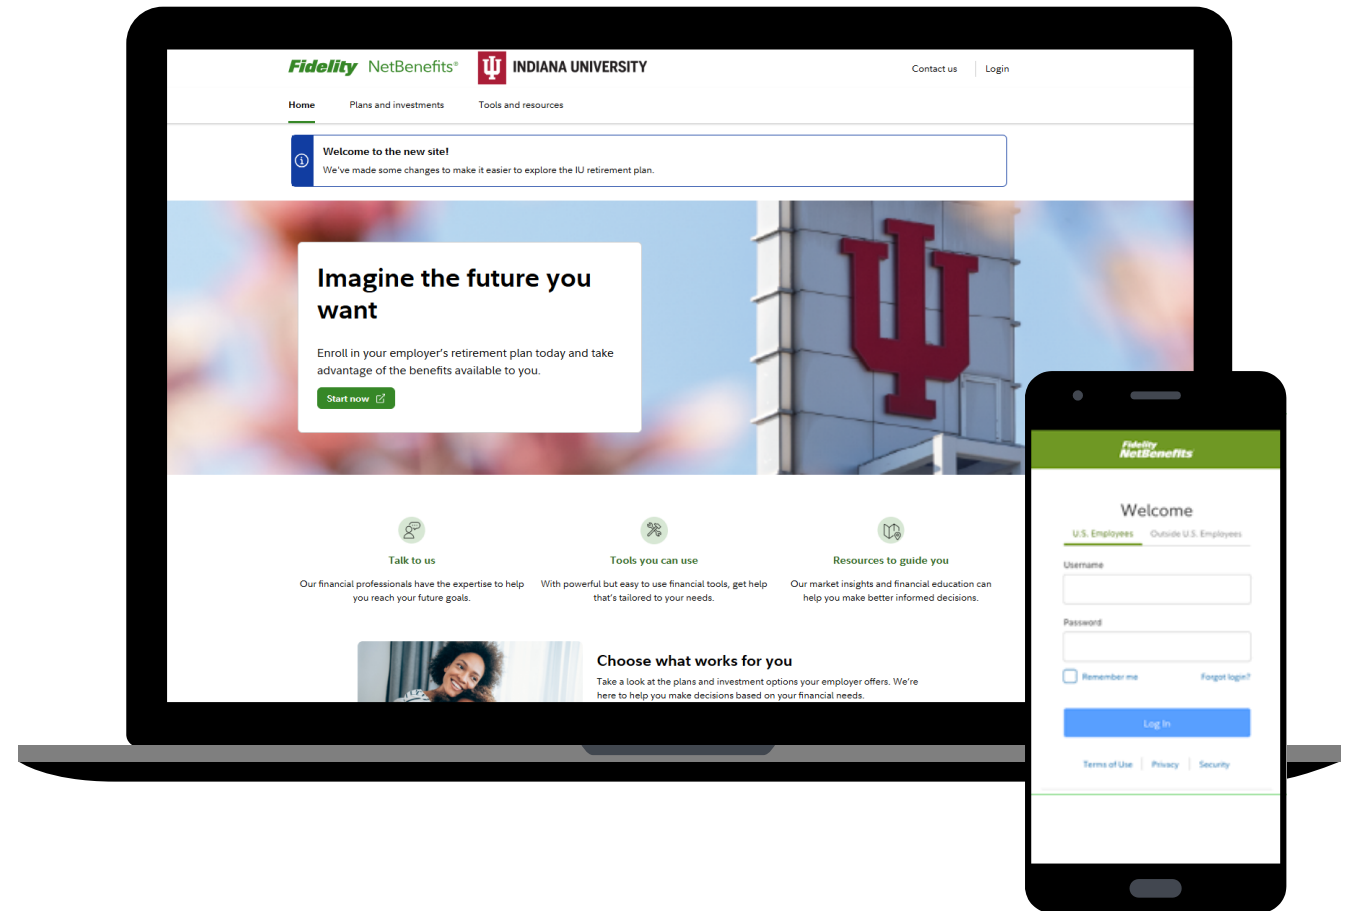 Fidelity NetBenefits® INDIANA UNIVERSITY
Contact us Login
Home Plans and investments Tools and resources
Welcome to the new site!
We've made some changes to make it easier to explore the IU retirement plan.
Imagine the future you
want
Enroll in your employer's retirement plan today and take
advantage of the benefits available to you.
Start now
Talk to us
Our financial professionals have the expertise to help
you reach your future goals.
Tools you can use
With powerful but easy to use financial tools, get help
that's tailored to your needs.
Resources to guide you
Our market insights and financial education can
help you make better informed decisions.
Choose what works for you
Take a look at the plans and investment options your employer offers. We're
here to help you make decisions based on your financial needs.
Fidelity
NetBenefits
Welcome
U.S. Employees Outside U.S. Employees
Username
Password
Remember me Forgot login?
Log In
Terms of Use Privacy Security